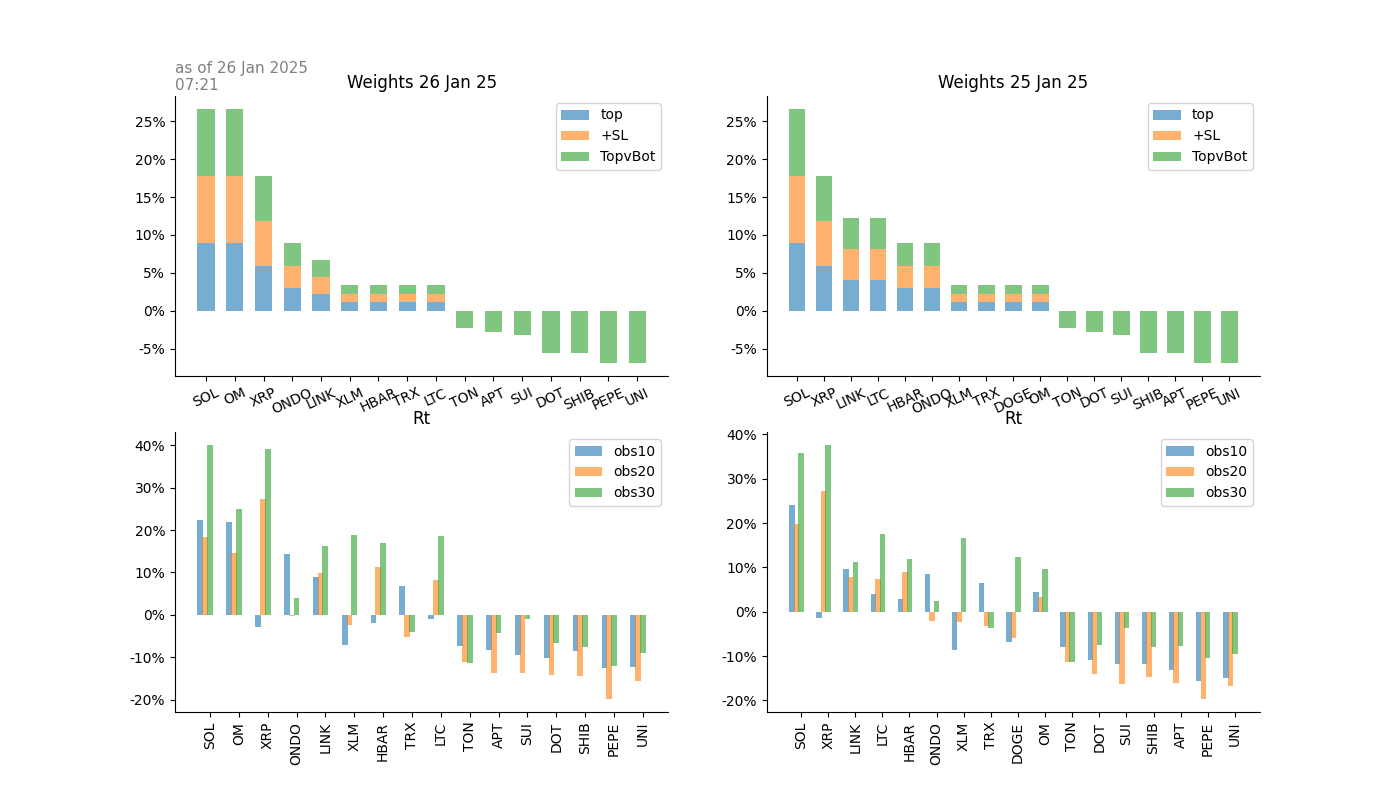 as of 26 Jan 2025
07:21
Weights 26 Jan 25
25%
20%
15%
10%
5%
0%
-5%
top
+SL
TopvBot
SOL OM XRP ONDO LINK XLM HBAR TRX LTC TON APT SUI DOT SHIB PEPE UNI
Weights 25 Jan 25
25%
20%
15%
10%
5%
0%
-5%
top
+SL
TopvBot
SOL XRP LINK LTC HBAR ONDO XLM TRX DOGE OM TON DOT SUI SHIB APT PEPE UNI
Rt
40%
30%
20%
10%
0%
-10%
-20%
obs10
obs20
obs30
SOL OM XRP ONDO LINK XLM HBAR TRX LTC TON APT SUI DOT SHIB PEPE UNI
Rt
40%
30%
20%
10%
0%
-10%
-20%
obs10
obs20
obs30
SOL XRP LINK LTC HBAR ONDO XLM TRX DOGE OM TON DOT SUI SHIB APT PEPE UNI